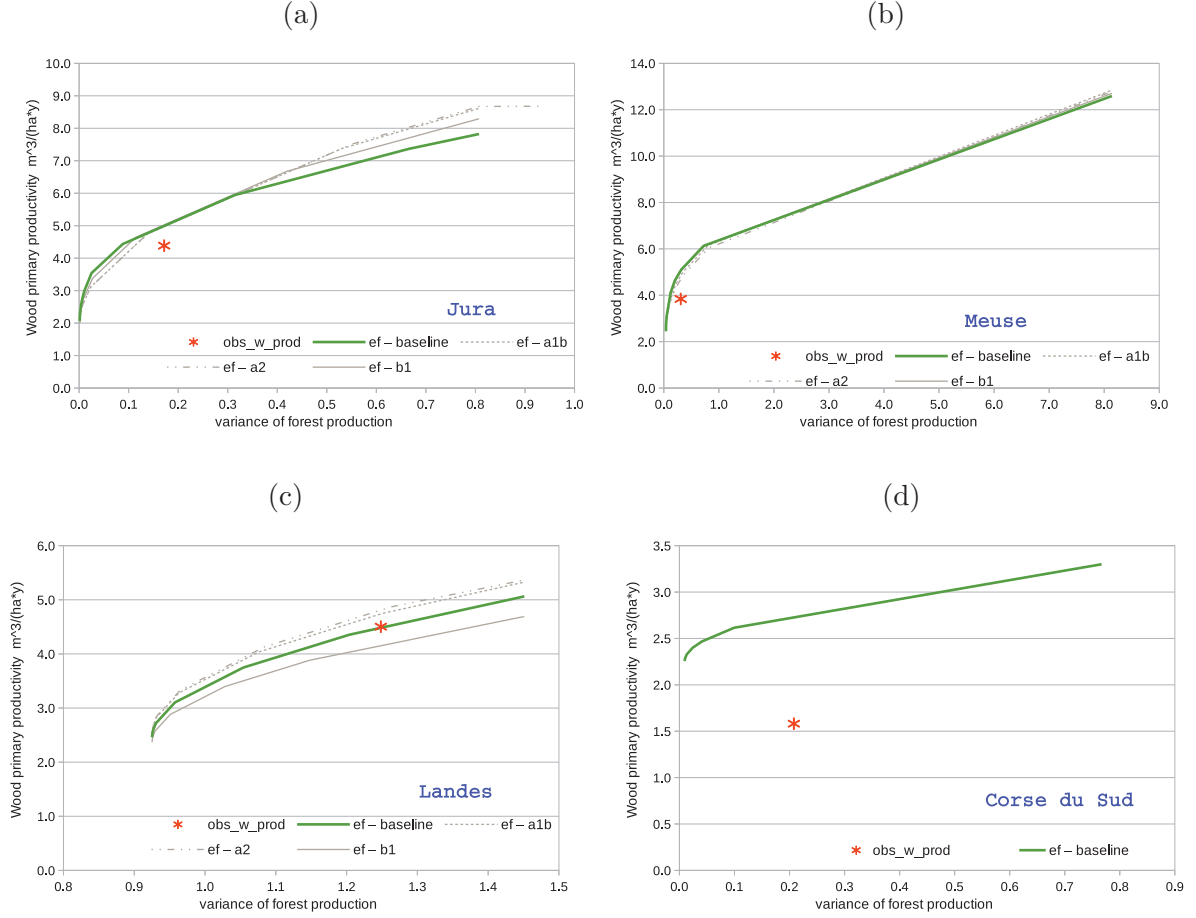 (a)
(b)
10.0
9.0
8.0
7.0
6.0
5.0
4.0
3.0
2.0
1.0
0.0
Wood primary productivity m^3/(ha*y)
Jura
obs_w_prod
ef – baseline
ef – a1b
ef – a2
ef – b1
0.0 0.1 0.2 0.3 0.4 0.5 0.6 0.7 0.8 0.9 1.0
variance of forest production
14.0
12.0
10.0
8.0
6.0
4.0
2.0
0.0
Wood primary productivity m^3/(ha*y)
Meuse
obs_w_prod
ef – baseline
ef – a1b
ef – a2
ef – b1
0.0 1.0 2.0 3.0 4.0 5.0 6.0 7.0 8.0 9.0
variance of forest production
(c)
(d)
6.0
5.0
4.0
3.0
2.0
1.0
0.0
Wood primary productivity m^3/(ha*y)
Landes
obs_w_prod
ef – baseline
ef – a1b
ef – a2
ef – b1
0.8 0.9 1.0 1.1 1.2 1.3 1.4 1.5
variance of forest production
3.5
3.0
2.5
2.0
1.5
1.0
0.5
0.0
Wood primary productivity m^3/(ha*y)
Corse du Sud
obs_w_prod
ef – baseline
0.0 0.1 0.2 0.3 0.4 0.5 0.6 0.7 0.8 0.9
variance of forest production